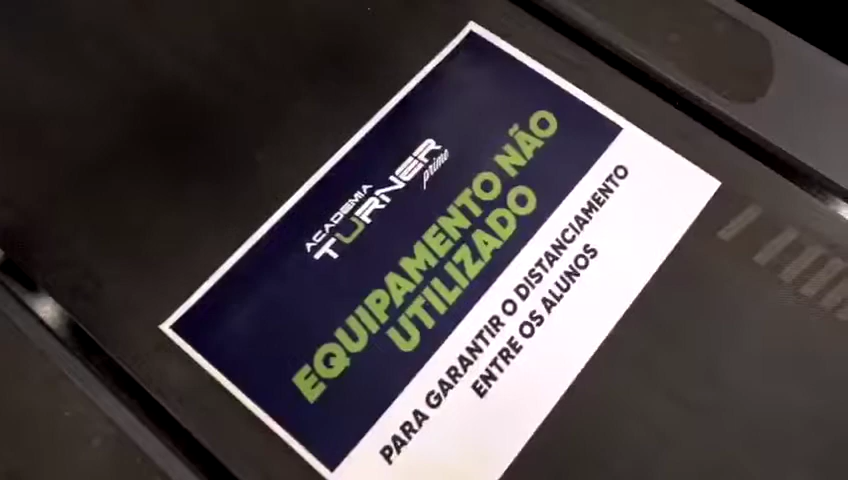 ACADEMIA
TURNER
prime
EQUIPAMENTO NÃO
UTILIZADO
PARA GARANTIR O DISTANCIAMENTO
ENTRE OS ALUNOS